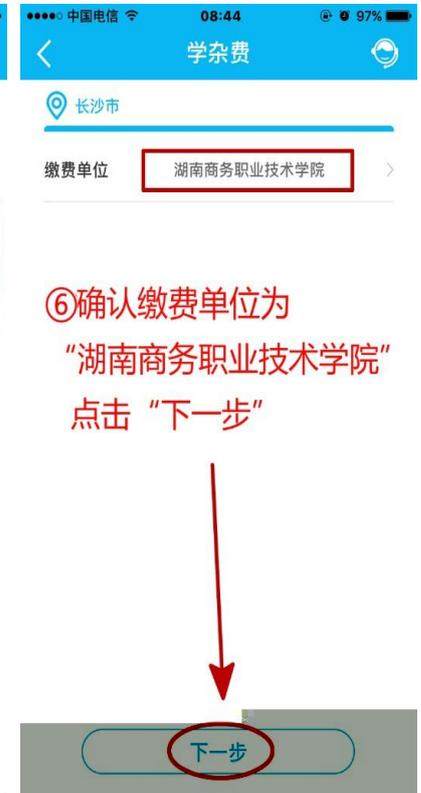 中国电信 08:44 97%
学杂费
长沙市
缴费单位 湖南商务职业技术学院
⑥确认缴费单位为
“湖南商务职业技术学院”
点击“下一步”
下一步